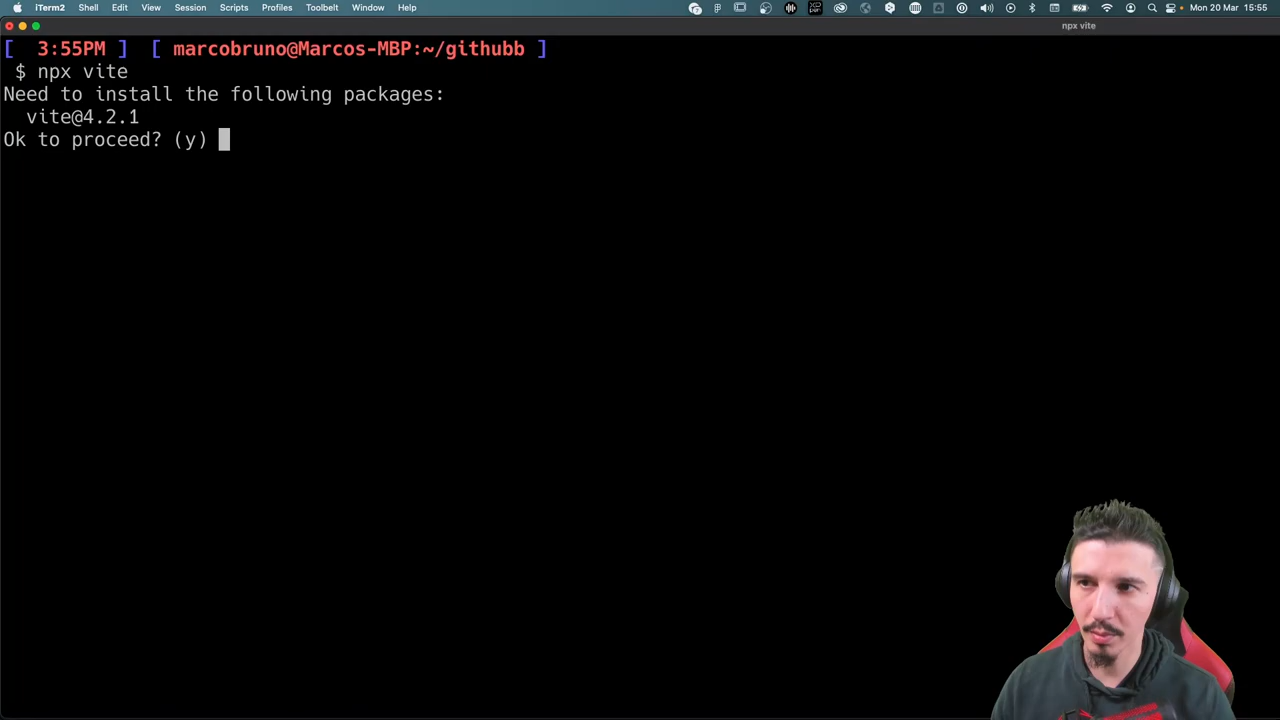 iTerm2 Shell Edit View Session Scripts Profiles Toolbelt Window Help Mon 20 Mar 15:55
npx vite
[ 3:55PM ] [ marcobruno@Marcos-MBP:~/githubb ]
$ npx vite
Need to install the following packages:
vite@4.2.1
Ok to proceed? (y)